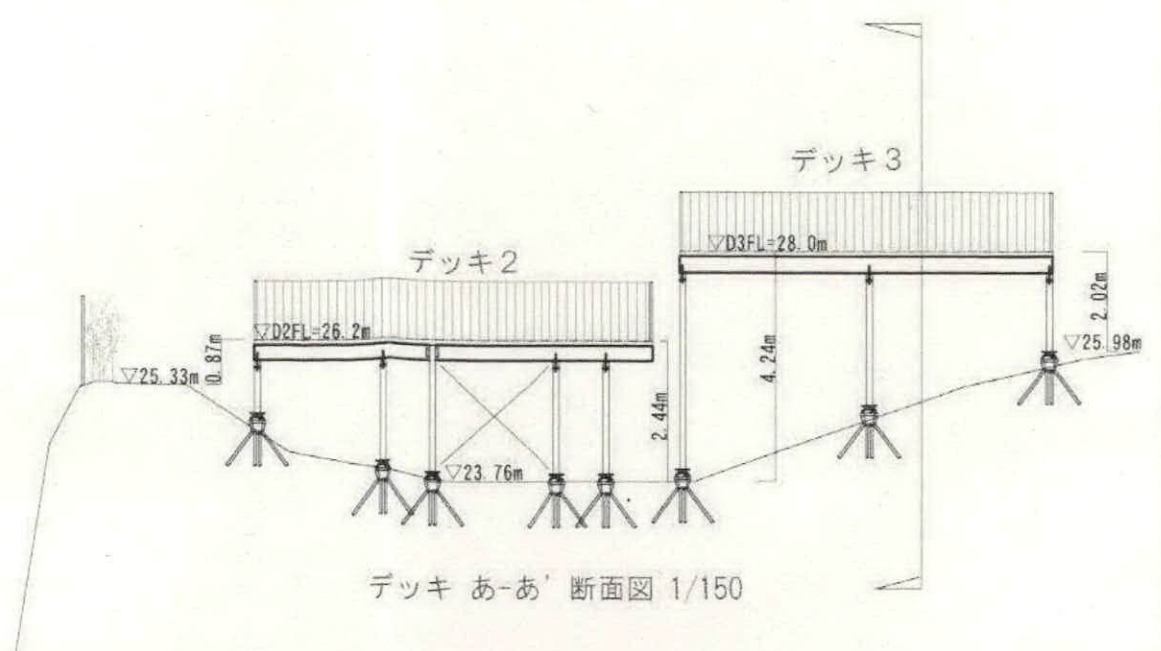 デッキ3
▽D3FL=28.0m
デッキ2
2.02m
▽D2FL=26.2m
0.87m
▽25.98m
▽25.33m
4.24m
2.44m
▽23.76m
デッキ あ-あ' 断面図 1/150